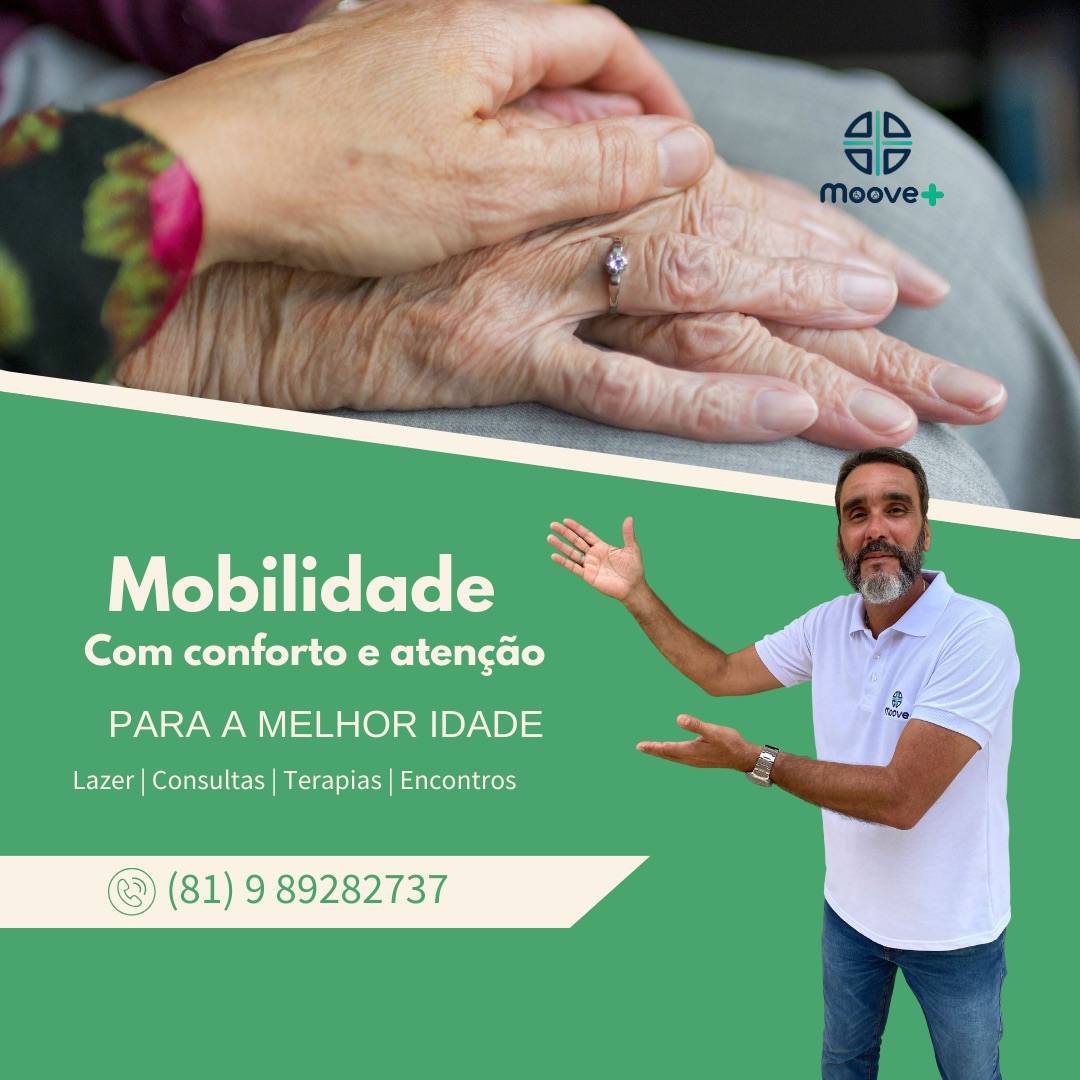 Moove+
Mobilidade
Com conforto e atenção
PARA A MELHOR IDADE
Lazer | Consultas | Terapias | Encontros
moove
(81) 9 89282737